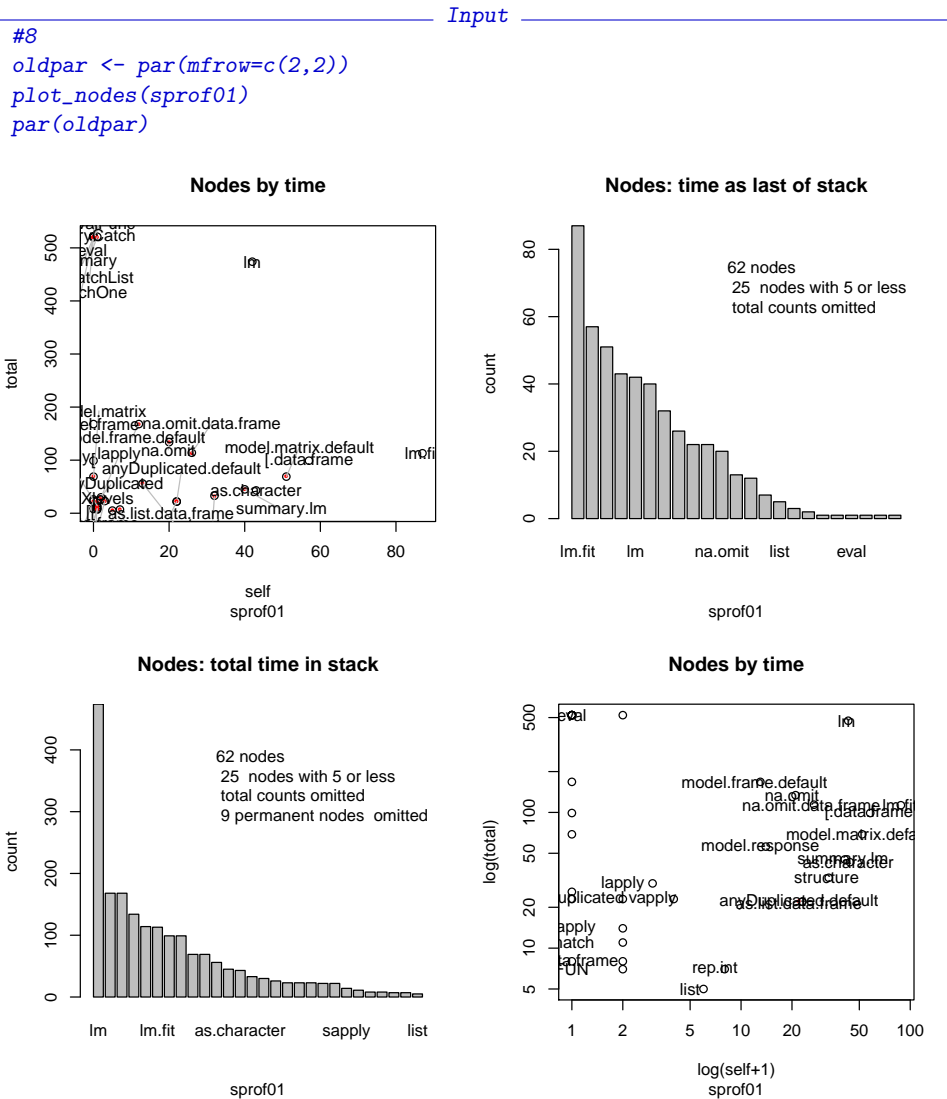 Input
#8
oldpar <- par(mfrow=c(2,2))
plot_nodes(sprof01)
par(oldpar)
Nodes by time
total
0 100 200 300 400 500
lm
na.omit.data.frame
lapply
na.omit
model.matrix.default
[.data.frame
anyDuplicated.default
as.character
summary.lm
as.list.data.frame
0 20 40 60 80
self
sprof01
Nodes: time as last of stack
count
0 20 40 60 80
62 nodes
25 nodes with 5 or less
total counts omitted
lm.fit lm na.omit list eval
sprof01
Nodes: total time in stack
count
0 100 200 300 400
62 nodes
25 nodes with 5 or less
total counts omitted
9 permanent nodes omitted
lm lm.fit as.character sapply list
sprof01
Nodes by time
log(total)
5 10 20 50 100 500
eval
lm
model.frame.default
na.omit
na.omit.data.frame
lm.fi
[.data.frame
model.matrix.defa
model.response
summary.lm
as.character
structure
lapply
uplicated
vapply
anyDuplicated.default
as.list.data.frame
apply
match
FUN
rep.int
list
1 2 5 10 20 50 100
log(self+1)
sprof01